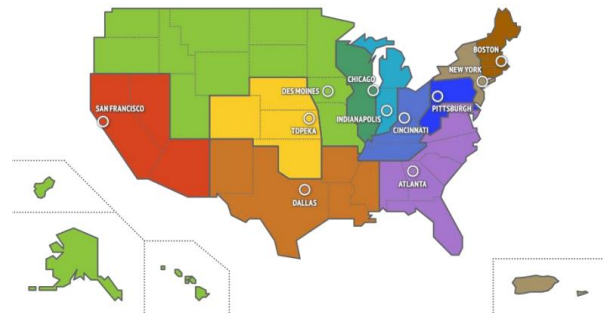 BOSTON
NEW YORK
CHICAGO
DES MOINES
PITTSBURGH
SAN FRANCISCO
INDIANAPOLIS
TOPEKA
CINCINNATI
ATLANTA
DALLAS